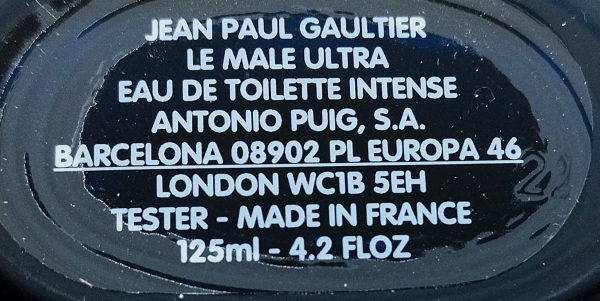 JEAN PAUL GAULTIER
LE MALE ULTRA
EAU DE TOILETTE INTENSE
ANTONIO PUIG, S.A.
BARCELONA 08902 PL EUROPA 46
LONDON WC1B 5EH
TESTER - MADE IN FRANCE
125ml - 4.2 FLOZ